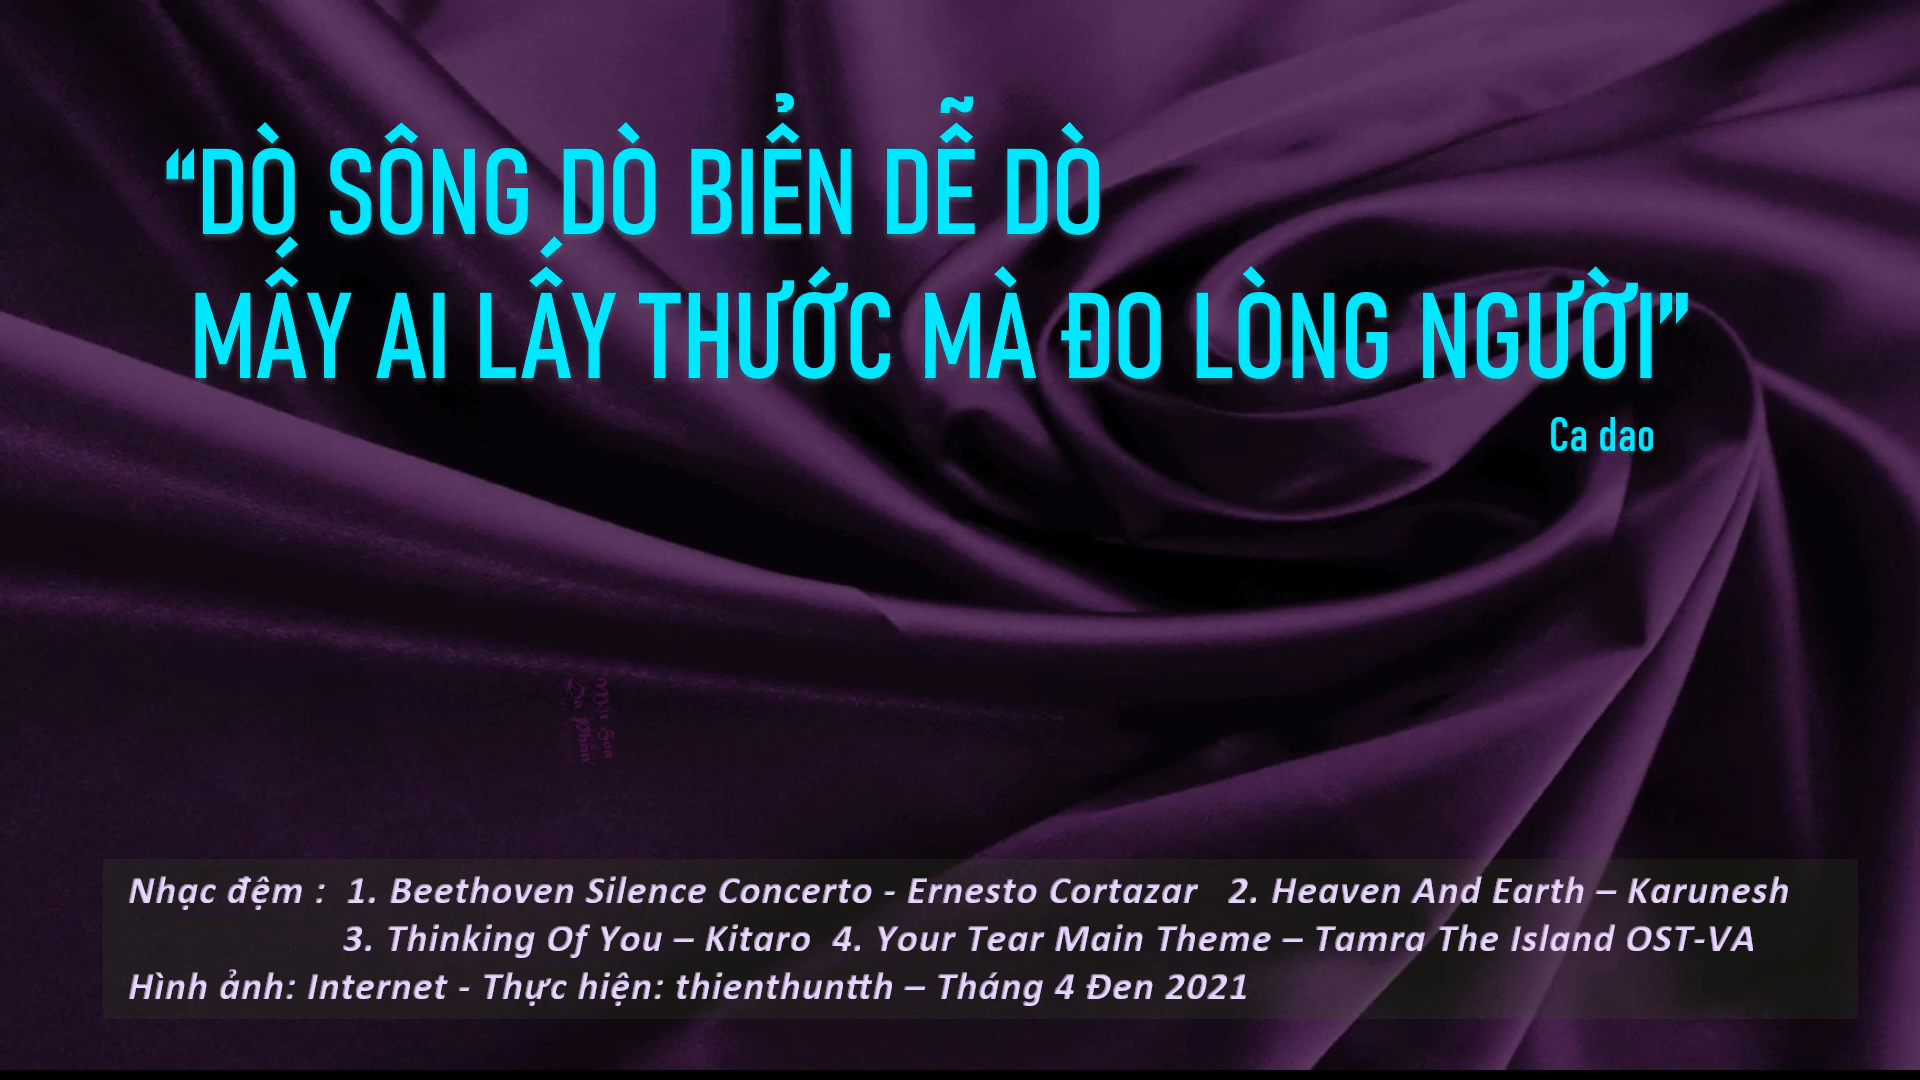 “DÒ SÔNG DÒ BIỂN DỄ DÒ
MẤY AI LẤY THƯỚC MÀ ĐO LÒNG NGƯỜI”
Ca dao
Nhạc đệm : 1. Beethoven Silence Concerto - Ernesto Cortazar 2. Heaven And Earth – Karunesh
3. Thinking Of You – Kitaro 4. Your Tear Main Theme – Tamra The Island OST-VA
Hình ảnh: Internet - Thực hiện: thienthuntth – Tháng 4 Đen 2021